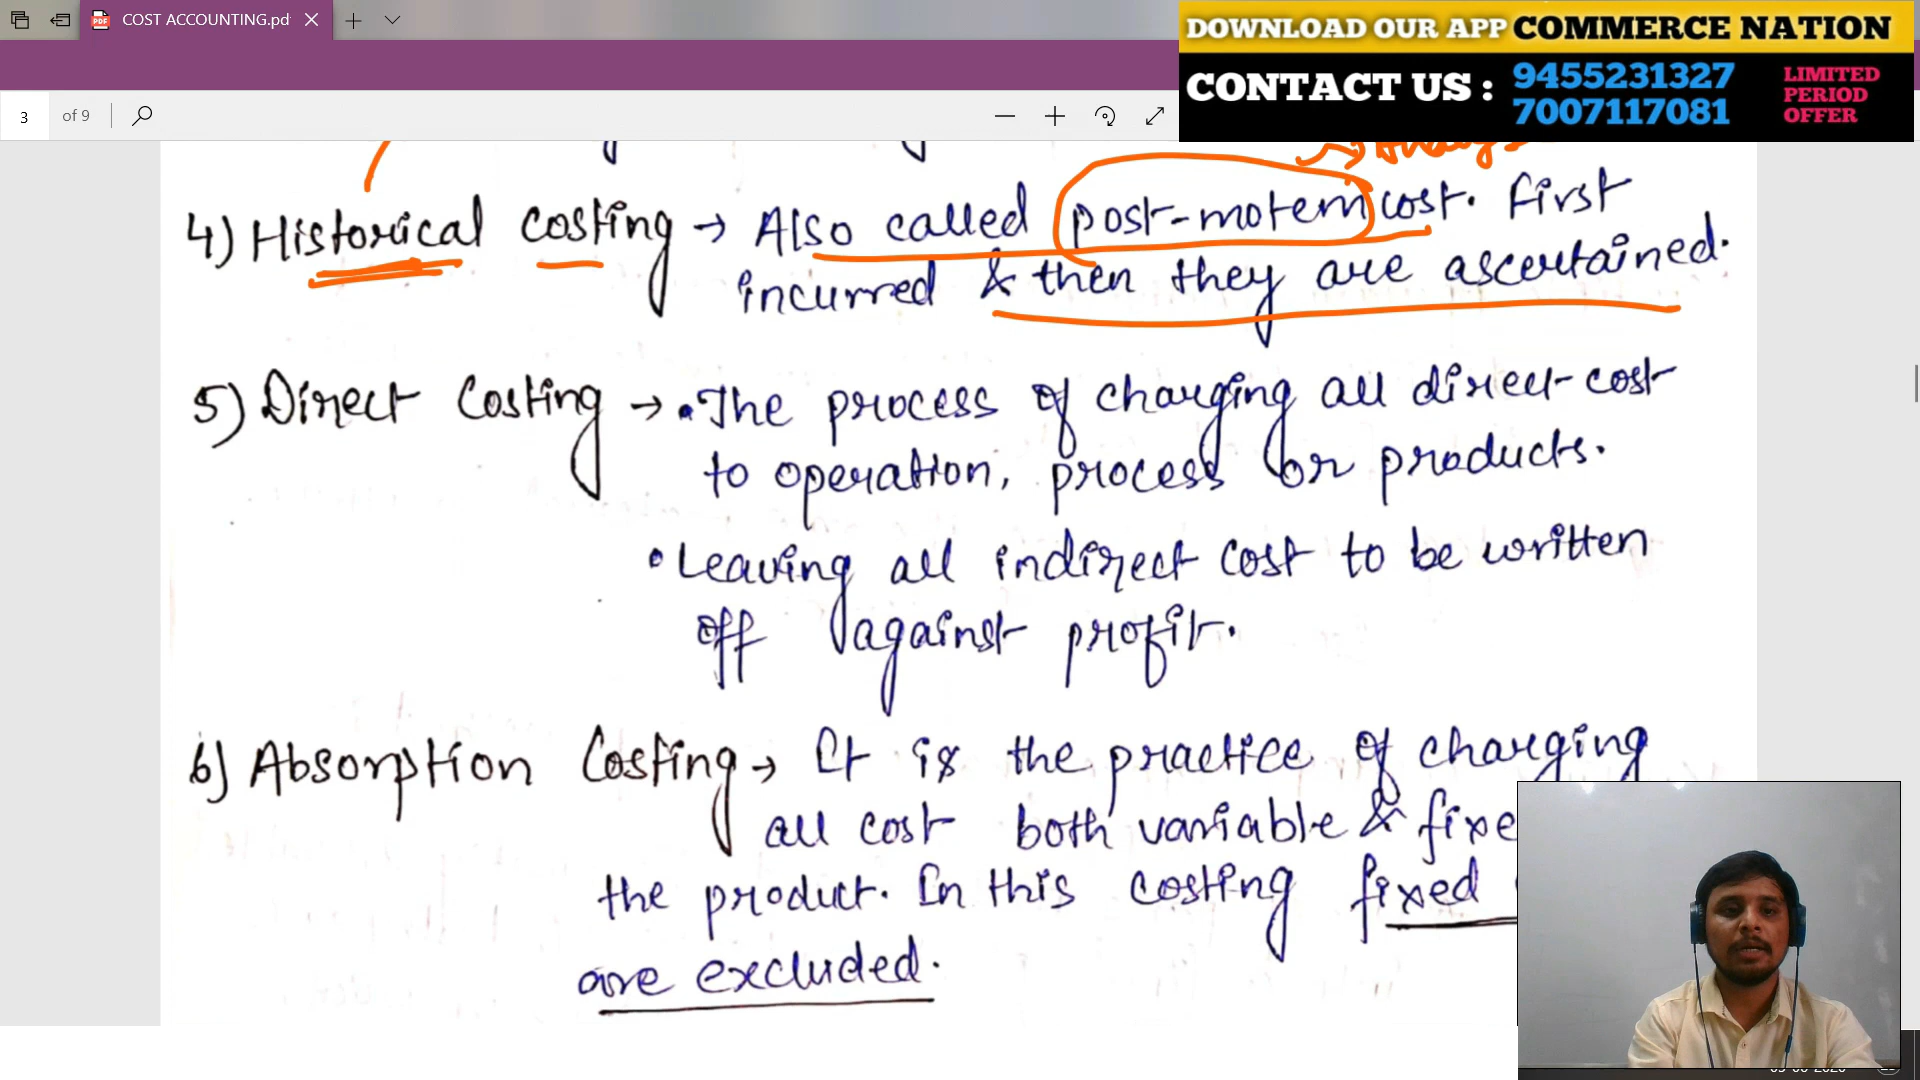 COST ACCOUNTING.pd
DOWNLOAD OUR APP COMMERCE NATION
CONTACT US : 9455231327
7007117081
LIMITED
PERIOD
OFFER
3 of 9
4) Historical costing → Also called post-motem cost. First
incurred & then they are ascertained.
5) Direct Costing → • The process of charging all direct cost
to operation, process or products.
• Leaving all indirect cost to be written
off against profit.
6) Absorption Costing → It is the practice of charging
all cost both variable & fixe
the product. In this costing fixed
are excluded.